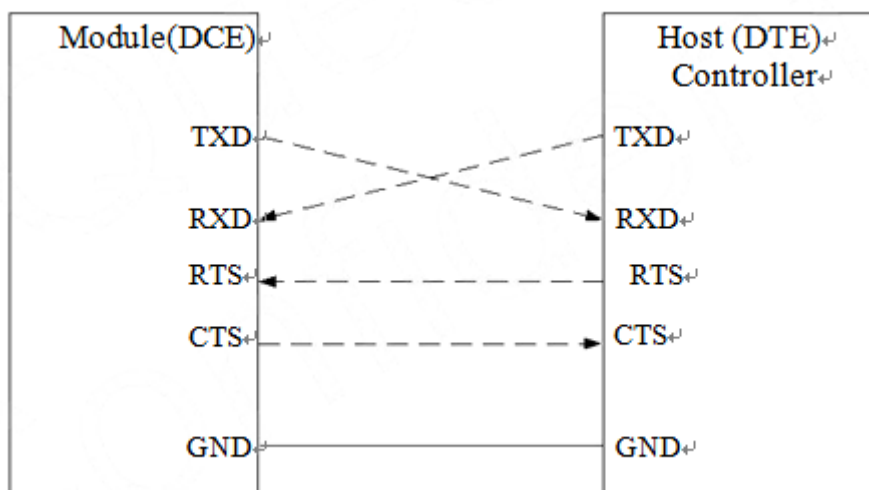 Module(DCE)↵
TXD↵
RXD↵
RTS↵
CTS↵
GND↵
Host (DTE)↵
Controller↵
TXD↵
RXD↵
RTS↵
CTS↵
GND↵